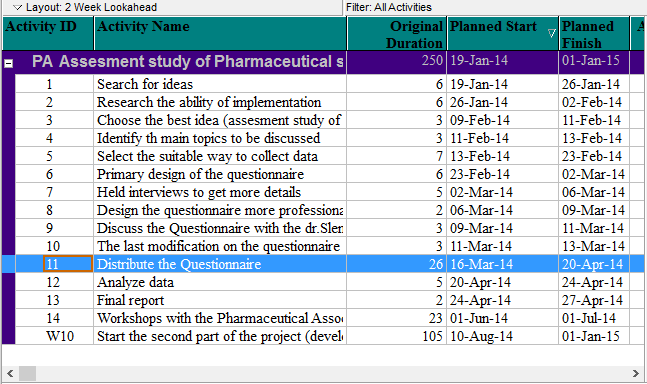 Layout: 2 Week Lookahead Filter: All Activities
Activity ID Activity Name Original Duration Planned Start Planned Finish A
PA Assesment study of Pharmaceutical s 250 19-Jan-14 01-Jan-15
1 Search for ideas 6 19-Jan-14 26-Jan-14
2 Research the ability of implementation 6 26-Jan-14 02-Feb-14
3 Choose the best idea (assesment study of 3 09-Feb-14 11-Feb-14
4 Identify th main topics to be discussed 3 11-Feb-14 13-Feb-14
5 Select the suitable way to collect data 7 13-Feb-14 23-Feb-14
6 Primary design of the questionnaire 6 23-Feb-14 02-Mar-14
7 Held interviews to get more details 5 02-Mar-14 06-Mar-14
8 Design the questionnaire more professiona 2 06-Mar-14 09-Mar-14
9 Discuss the Questionnaire with the dr.Slen 3 09-Mar-14 11-Mar-14
10 The last modification on the questionnaire 3 11-Mar-14 13-Mar-14
11 Distribute the Questionnaire 26 16-Mar-14 20-Apr-14
12 Analyze data 5 20-Apr-14 24-Apr-14
13 Final report 2 24-Apr-14 27-Apr-14
14 Workshops with the Pharmaceutical Assoc 23 01-Jun-14 01-Jul-14
W10 Start the second part of the project (devel 105 10-Aug-14 01-Jan-15